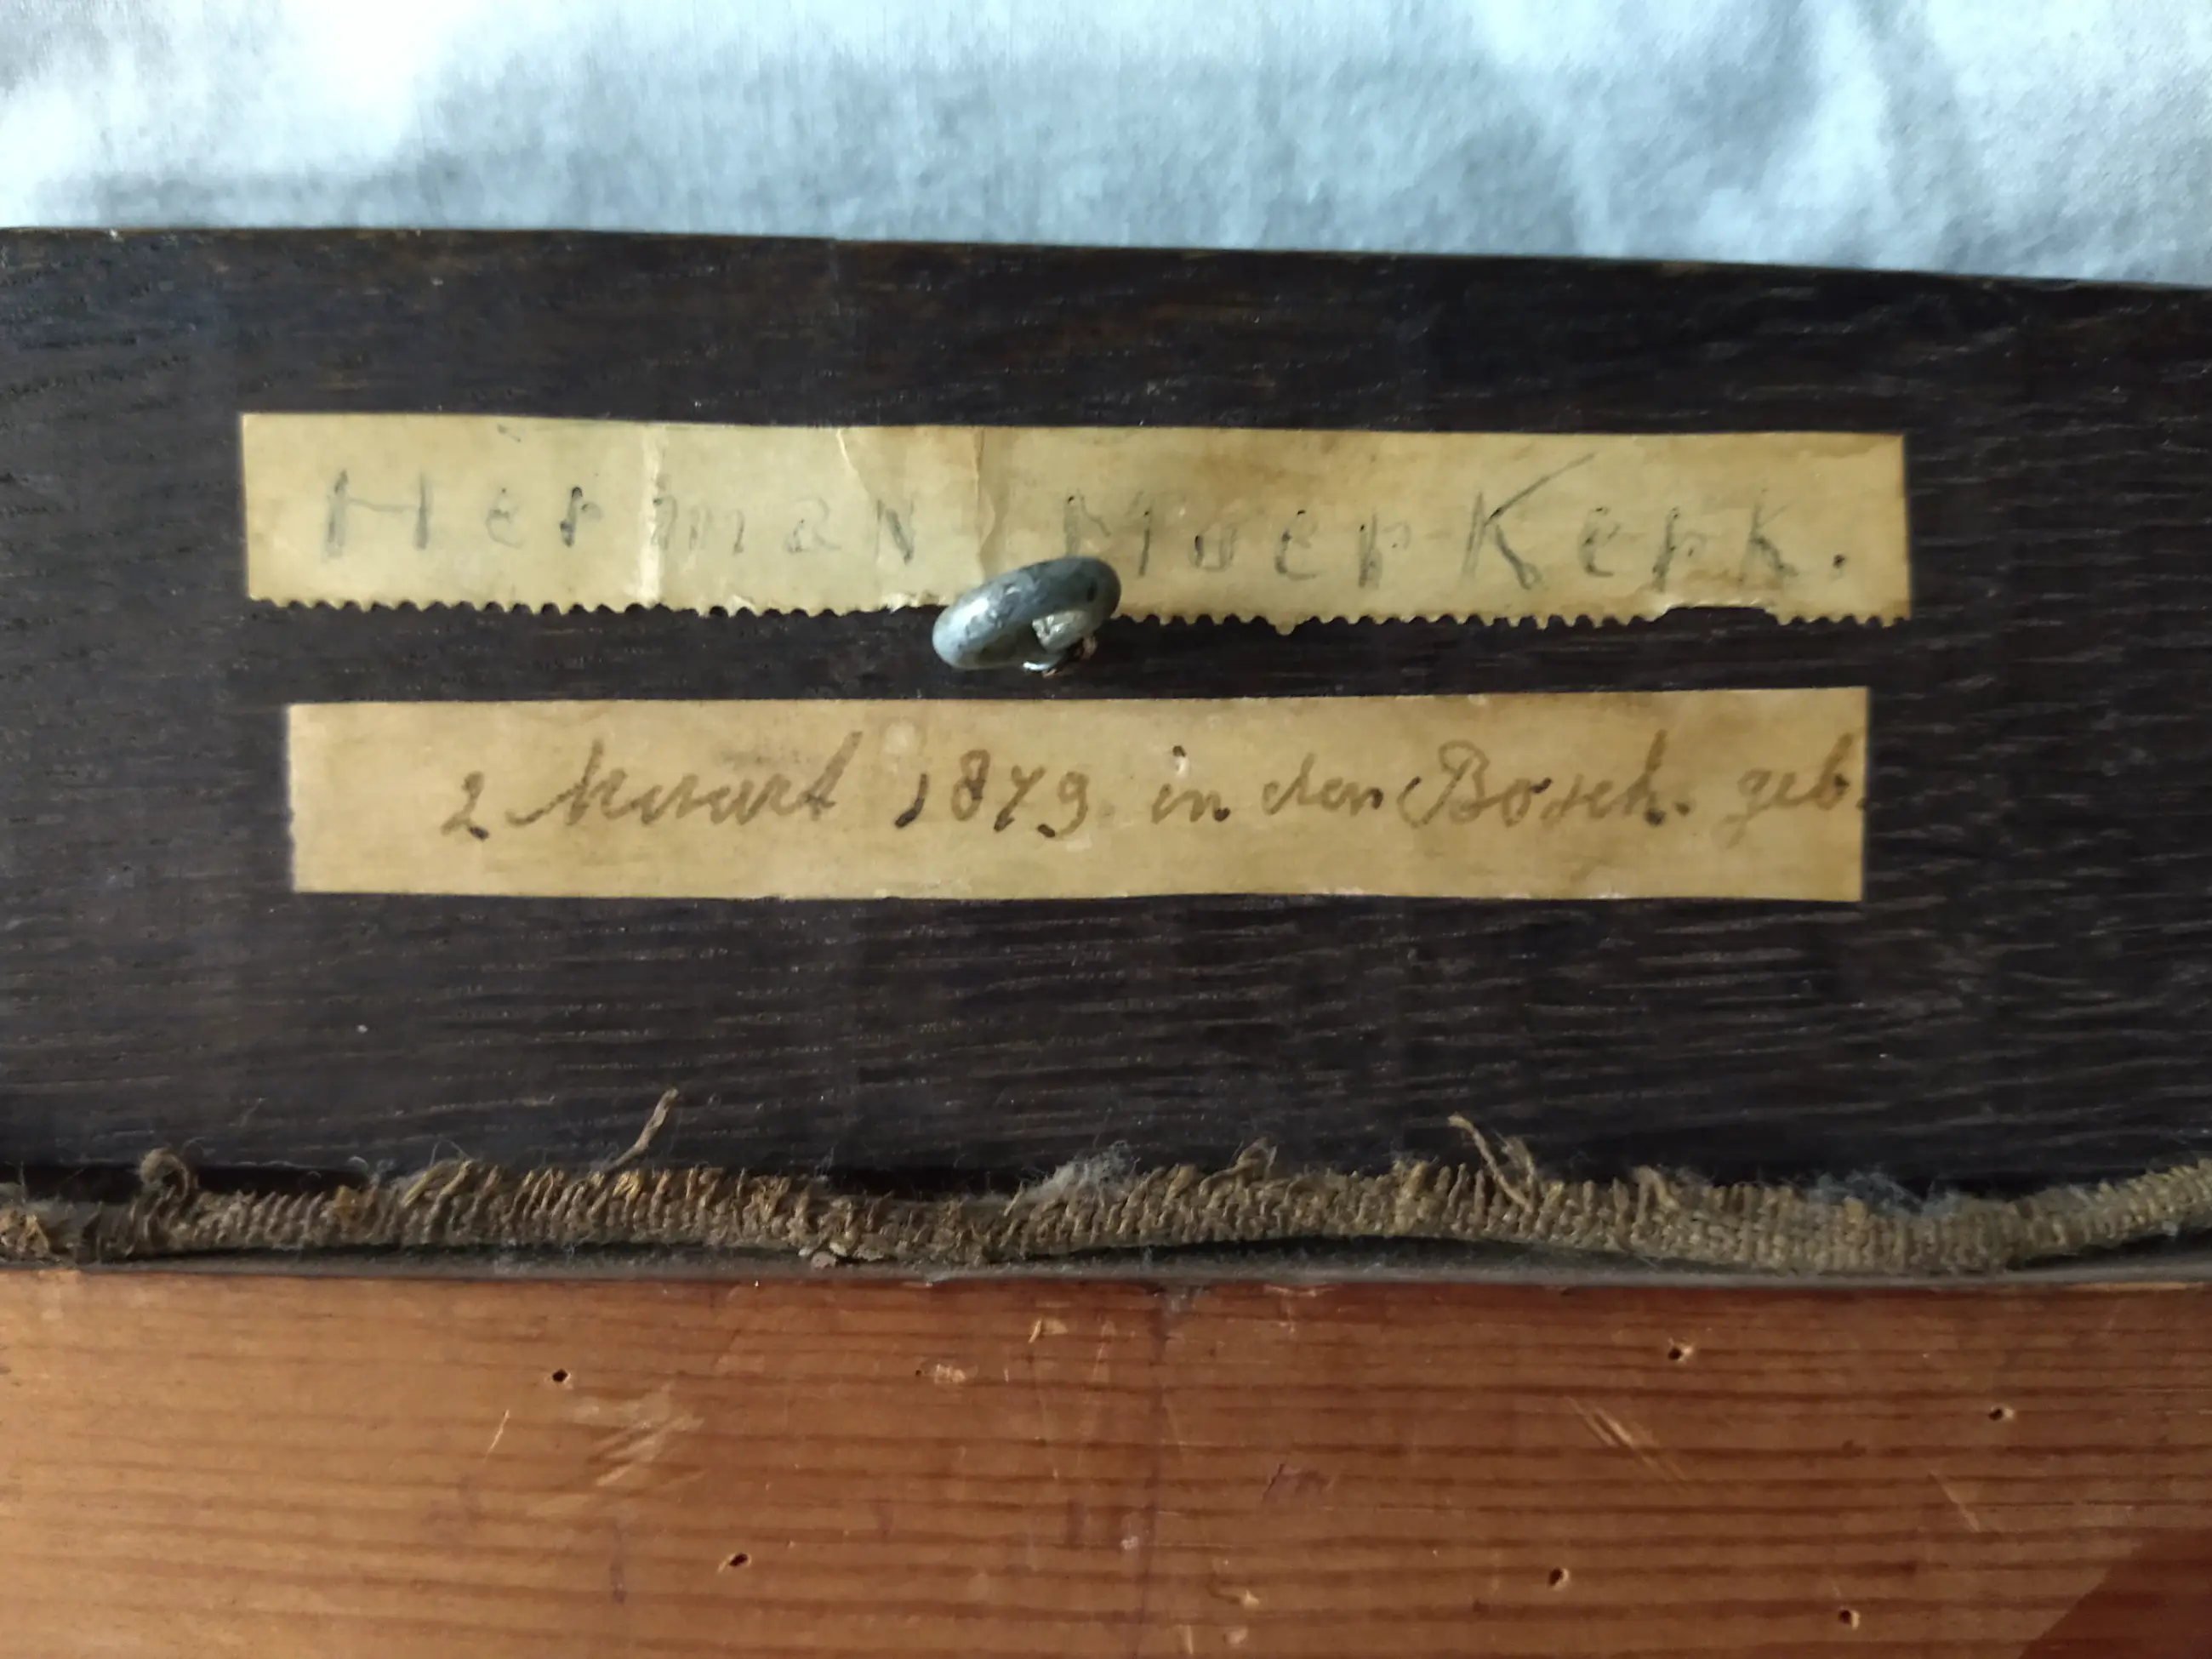 Herman MoerKerk.
2 Maart 1879 in den Bosch. geb.